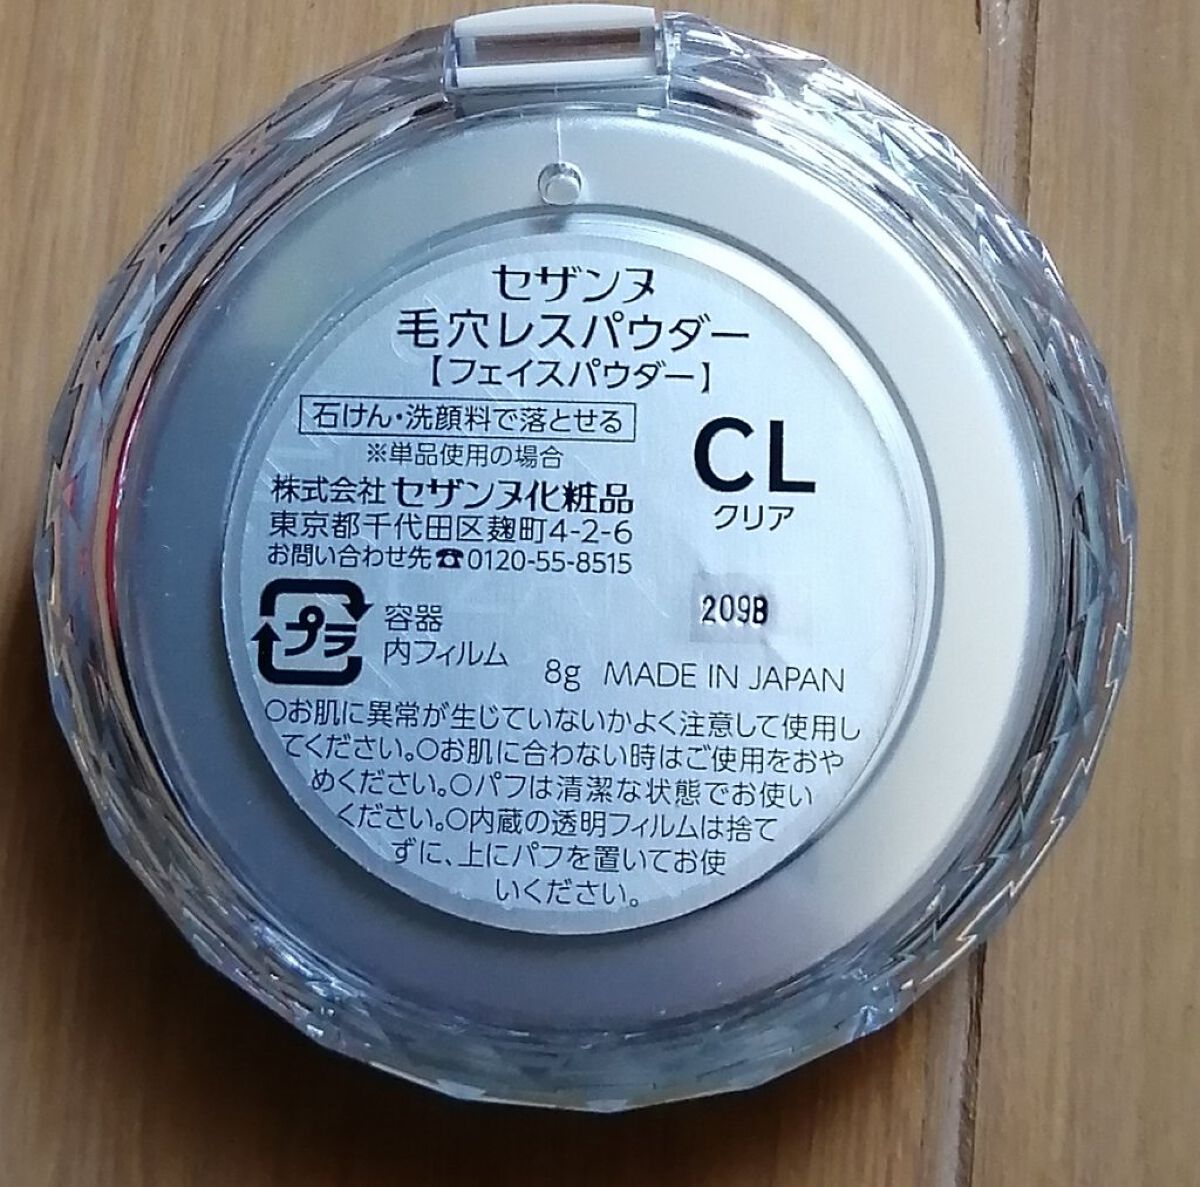 セザンヌ
毛穴レスパウダー
【フェイスパウダー】
石けん・洗顔料で落とせる
※単品使用の場合
CL
クリア
株式会社 セザンヌ化粧品
東京都千代田区麹町4-2-6
お問い合わせ先☎0120-55-8515
209B
プラ
容器
内フィルム
8g MADE IN JAPAN
○お肌に異常が生じていないかよく注意して使用し
てください。○お肌に合わない時はご使用をおや
めください。○パフは清潔な状態でお使い
ください。○内蔵の透明フィルムは捨て
ずに、上にパフを置いてお使
いください。